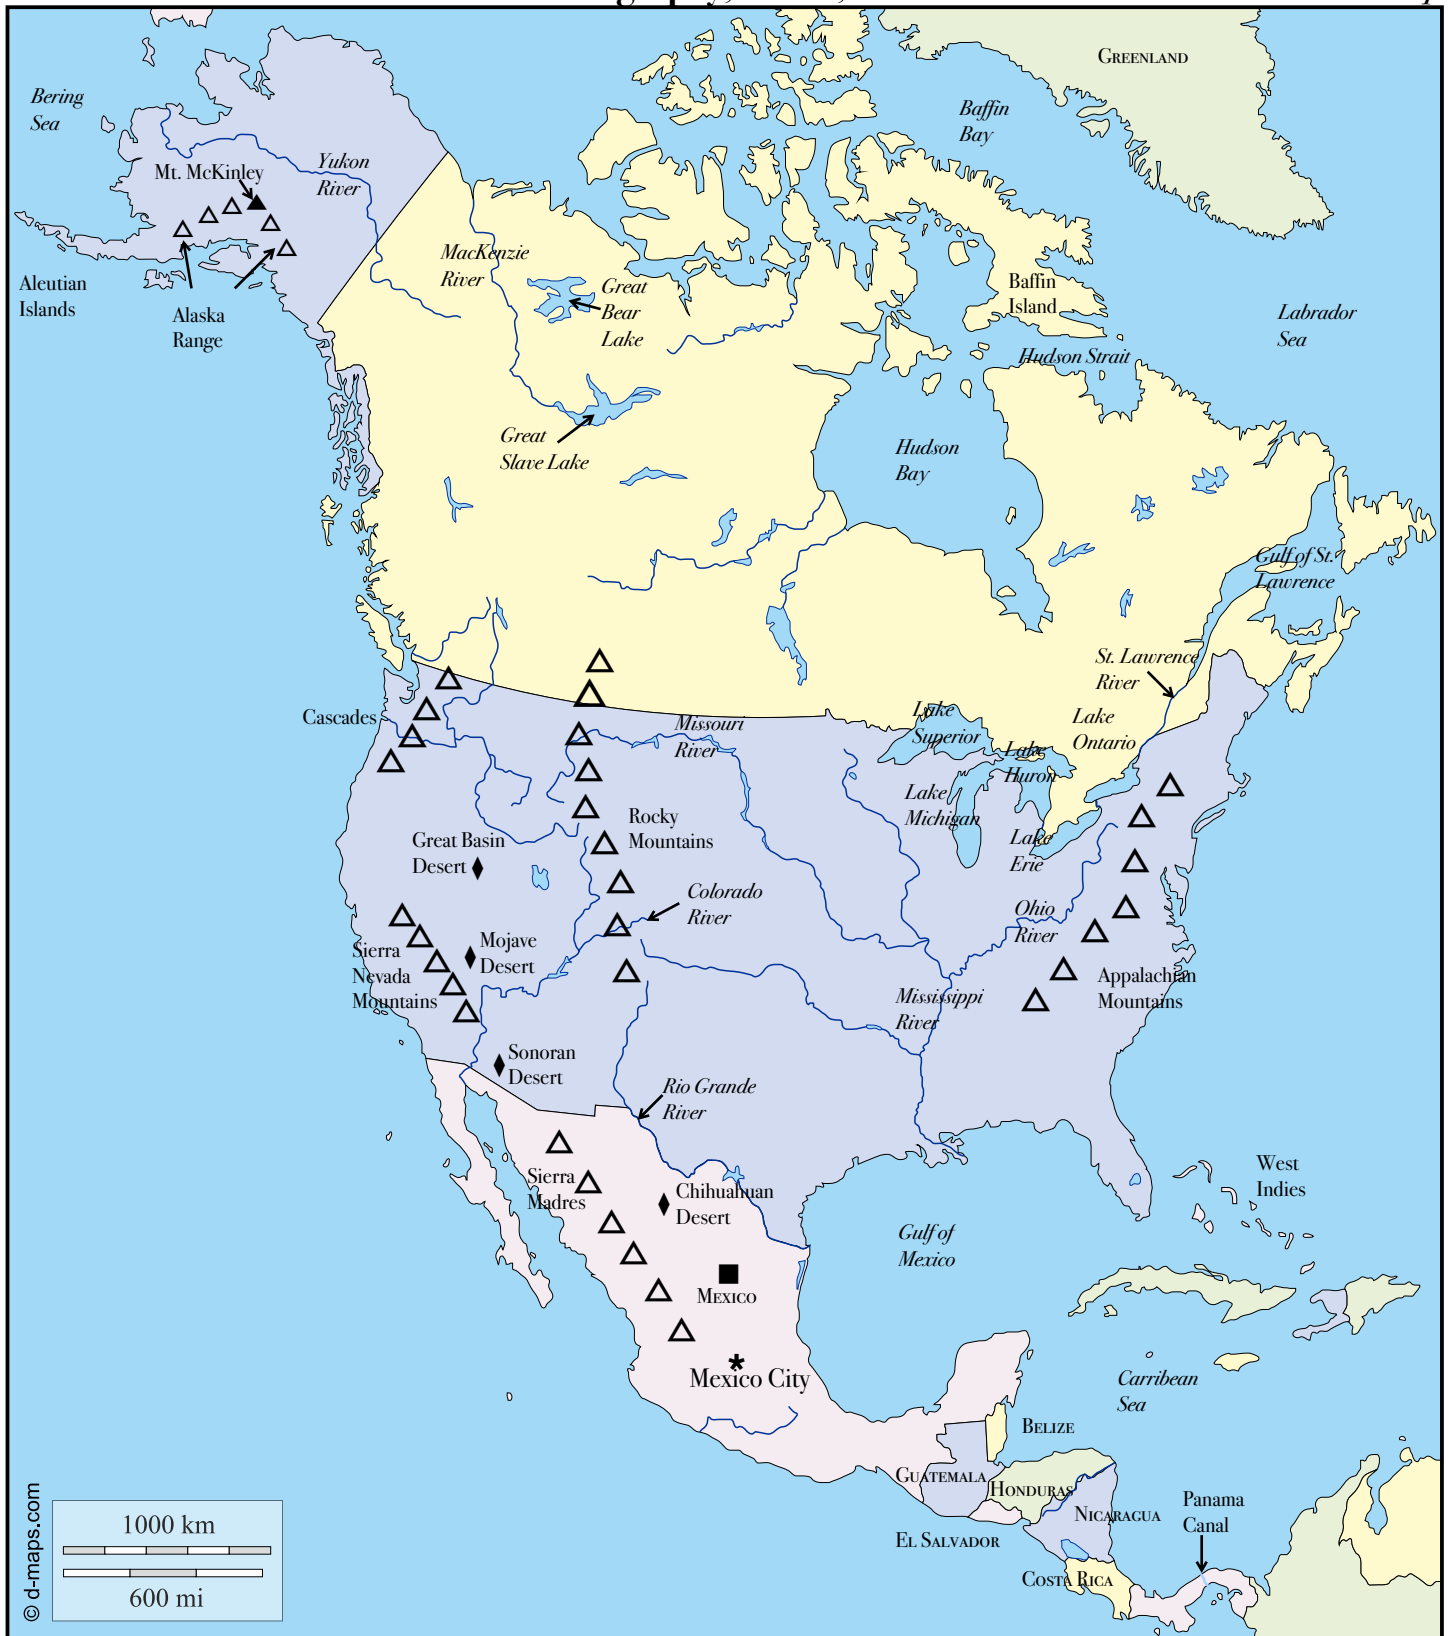 GREENLAND
Bering
Sea
Baffin
Bay
Yukon
River
Mt. McKinley
MacKenzie
River
Aleutian
Islands
Great
Bear
Lake
Baffin
Island
Alaska
Range
Labrador
Sea
Hudson Strait
Great
Slave Lake
Hudson
Bay
Gulf of St.
Lawrence
St. Lawrence
River
Cascades
Missouri
River
Lake
Superior
Lake
Ontario
Lake
Huron
Lake
Michigan
Rocky
Mountains
Great Basin
Desert
Lake
Erie
Colorado
River
Ohio
River
Sierra
Nevada
Mountains
Mojave
Desert
Appalachian
Mountains
Mississippi
River
Sonoran
Desert
Rio Grande
River
Sierra
Madres
Chihuahuan
Desert
West
Indies
Gulf of
Mexico
MEXICO
Mexico City
Carribean
Sea
BELIZE
GUATEMALA
HONDURAS
NICARAGUA
EL SALVADOR
Panama
Canal
COSTA RICA
1000 km
600 mi
© d-maps.com